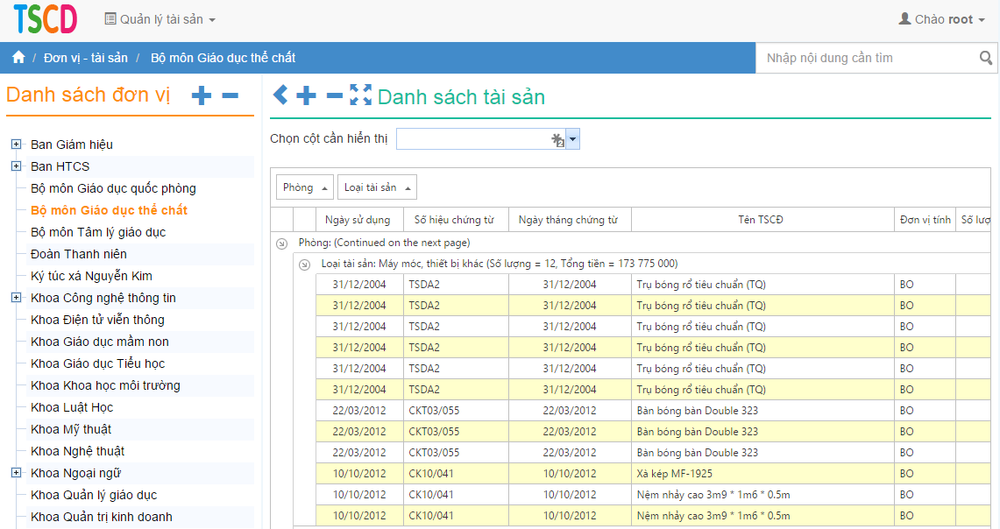 TSCD Quản lý tài sản Chào root
/ Đơn vị - tài sản / Bộ môn Giáo dục thể chất Nhập nội dung cần tìm
Danh sách đơn vị
Ban Giám hiệu
Ban HTCS
Bộ môn Giáo dục quốc phòng
Bộ môn Giáo dục thể chất
Bộ môn Tâm lý giáo dục
Đoàn Thanh niên
Ký túc xá Nguyễn Kim
Khoa Công nghệ thông tin
Khoa Điện tử viễn thông
Khoa Giáo dục mầm non
Khoa Giáo dục Tiểu học
Khoa Khoa học môi trường
Khoa Luật Học
Khoa Mỹ thuật
Khoa Nghệ thuật
Khoa Ngoại ngữ
Khoa Quản lý giáo dục
Khoa Quản trị kinh doanh
Danh sách tài sản
Chọn cột cần hiển thị
Phòng Loại tài sản
Ngày sử dụng Số hiệu chứng từ Ngày tháng chứng từ Tên TSCĐ Đơn vị tính Số lượ
Phòng: (Continued on the next page)
Loại tài sản: Máy móc, thiết bị khác (Số lượng = 12, Tổng tiền = 173 775 000)
31/12/2004 TSDA2 31/12/2004 Trụ bóng rổ tiêu chuẩn (TQ) BO
31/12/2004 TSDA2 31/12/2004 Trụ bóng rổ tiêu chuẩn (TQ) BO
31/12/2004 TSDA2 31/12/2004 Trụ bóng rổ tiêu chuẩn (TQ) BO
31/12/2004 TSDA2 31/12/2004 Trụ bóng rổ tiêu chuẩn (TQ) BO
31/12/2004 TSDA2 31/12/2004 Trụ bóng rổ tiêu chuẩn (TQ) BO
31/12/2004 TSDA2 31/12/2004 Trụ bóng rổ tiêu chuẩn (TQ) BO
22/03/2012 CKT03/055 22/03/2012 Bàn bóng bàn Double 323 BO
22/03/2012 CKT03/055 22/03/2012 Bàn bóng bàn Double 323 BO
22/03/2012 CKT03/055 22/03/2012 Bàn bóng bàn Double 323 BO
10/10/2012 CK10/041 10/10/2012 Xà kép MF-1925 BO
10/10/2012 CK10/041 10/10/2012 Nệm nhảy cao 3m9 * 1m6 * 0.5m BO
10/10/2012 CK10/041 10/10/2012 Nệm nhảy cao 3m9 * 1m6 * 0.5m BO